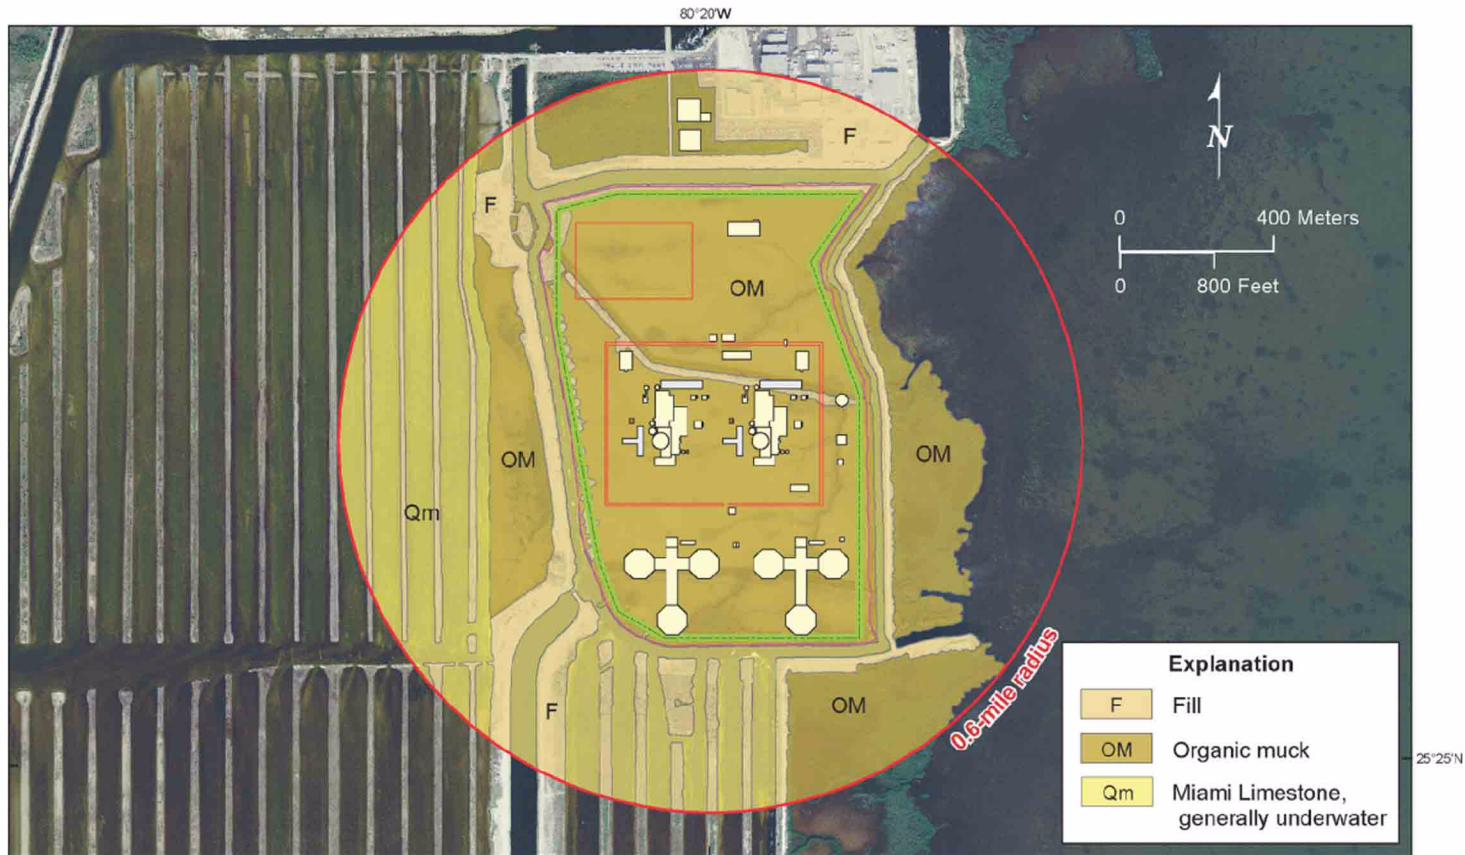 80°20'W
F
N
0 400 Meters
0 800 Feet
F
OM
OM
OM
Qm
F
OM
0.6-mile radius
Explanation
F Fill
OM Organic muck
Qm Miami Limestone,
generally underwater
25°25'N